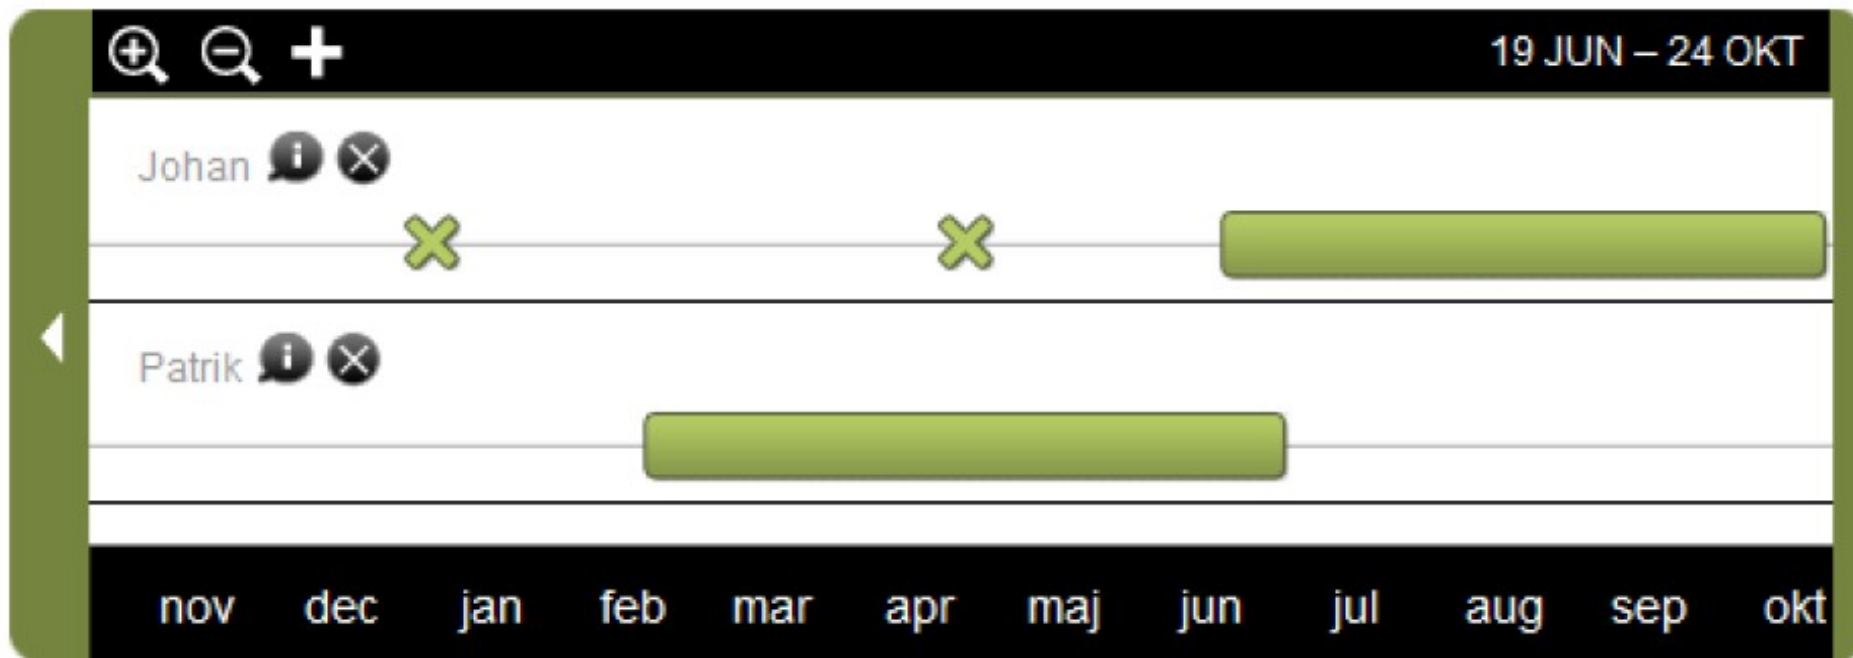 19 JUN – 24 OKT
Johan
Patrik
nov dec jan feb mar apr maj jun jul aug sep okt